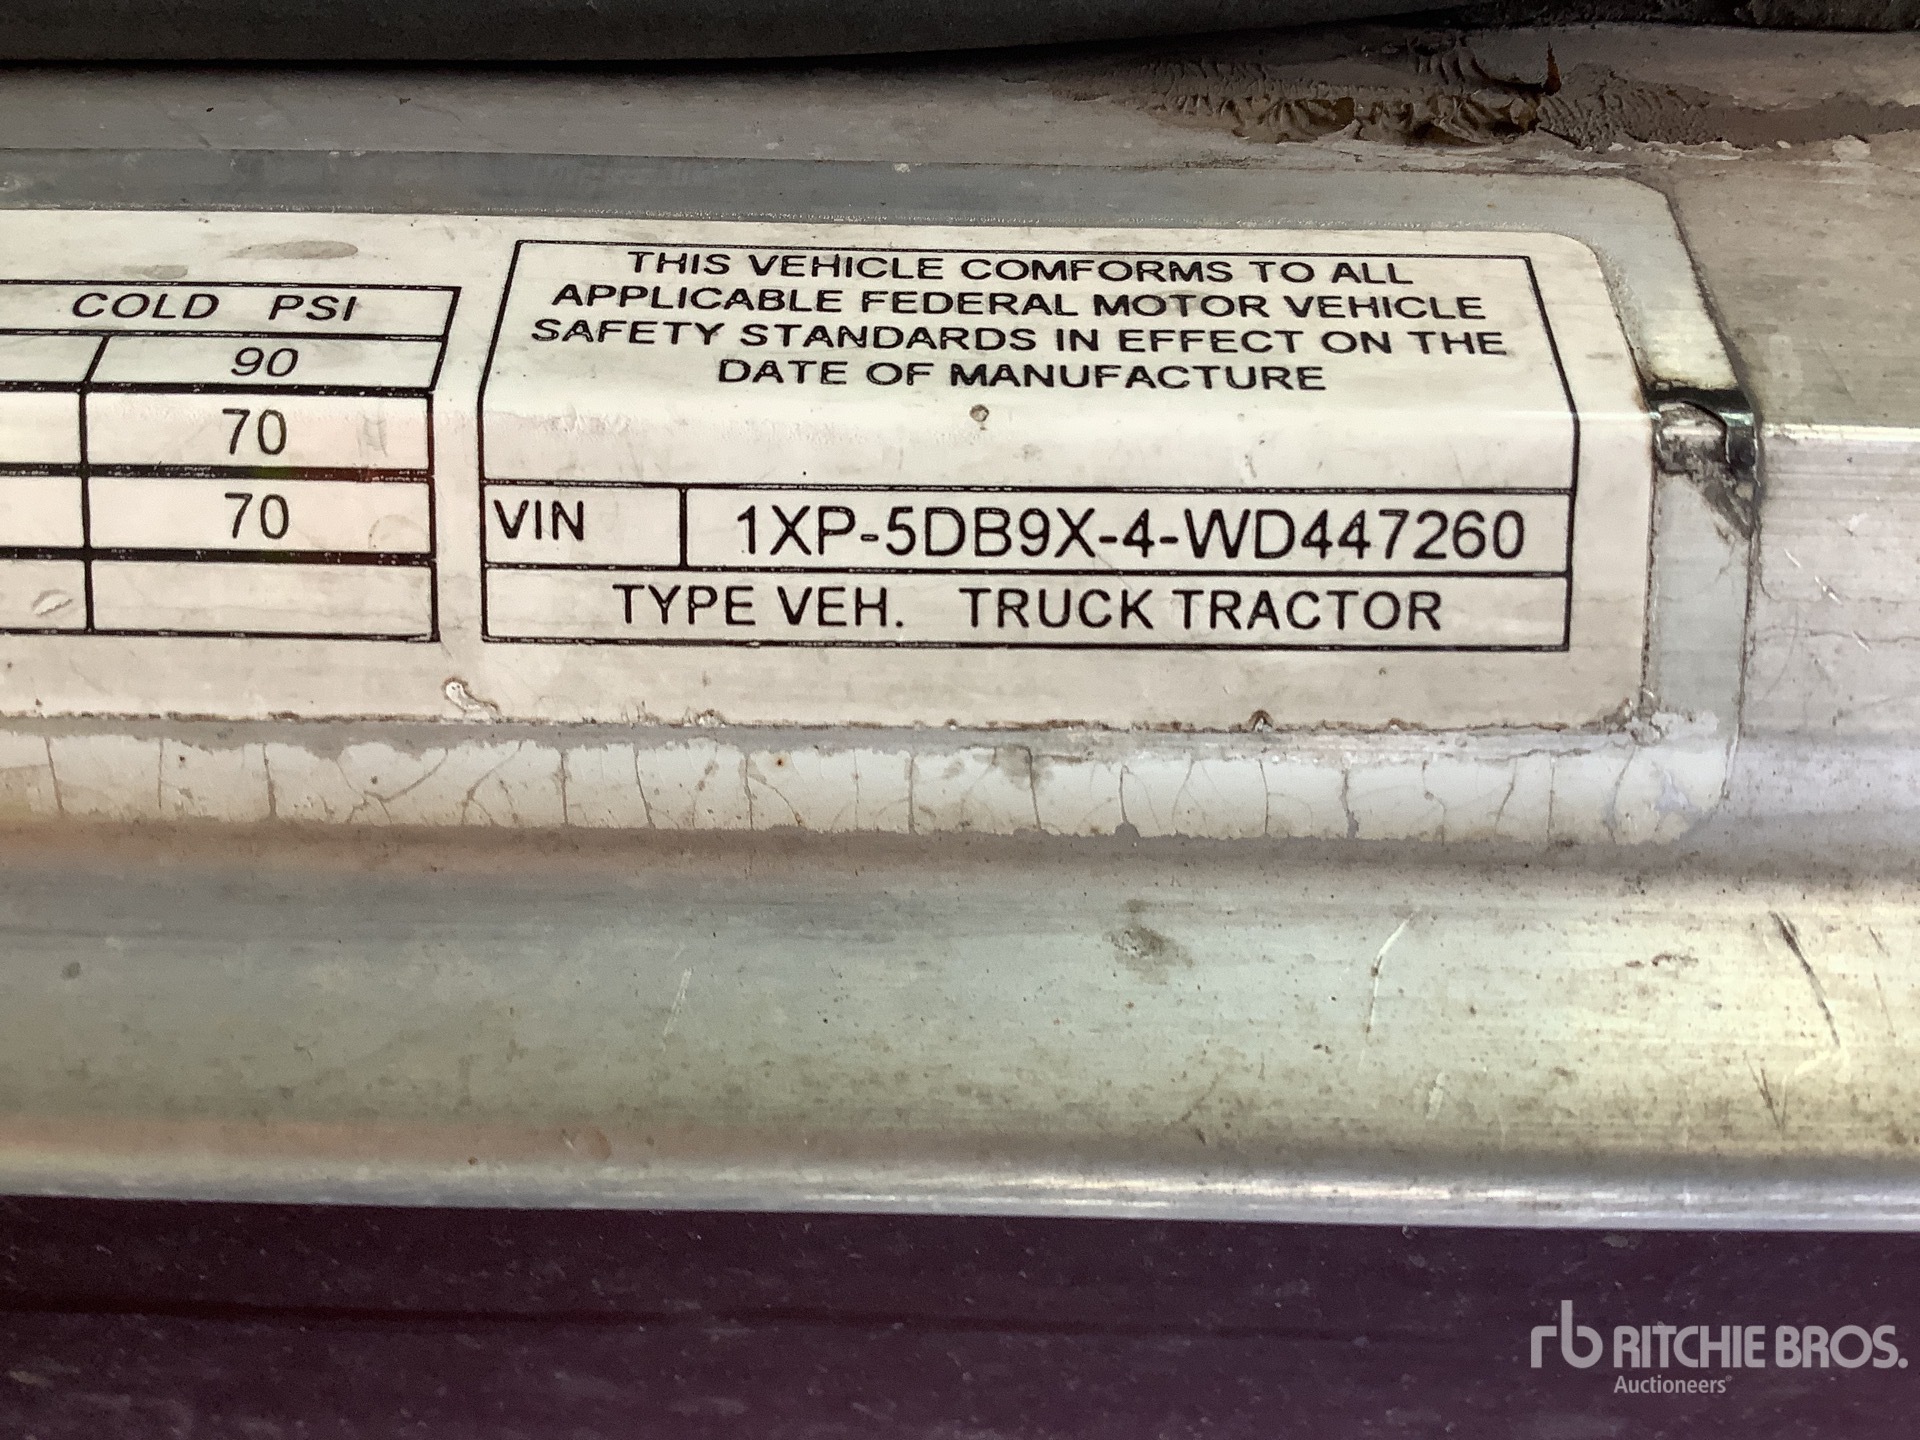 COLD PSI
90
70
70
THIS VEHICLE COMFORMS TO ALL
APPLICABLE FEDERAL MOTOR VEHICLE
SAFETY STANDARDS IN EFFECT ON THE
DATE OF MANUFACTURE
VIN 1XP-5DB9X-4-WD447260
TYPE VEH. TRUCK TRACTOR
rb RITCHIE BROS.
Auctioneers